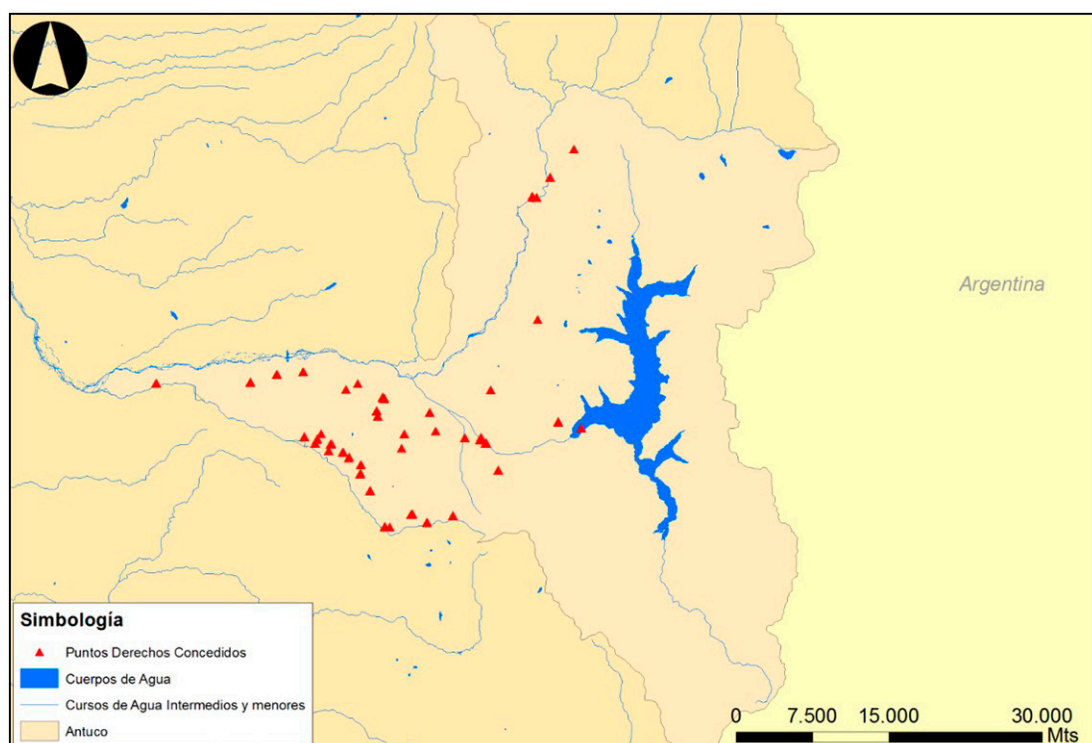 Argentina
Simbología
Puntos Derechos Concedidos
Cuerpos de Agua
Cursos de Agua Intermedios y menores
Antuco
0 7.500 15.000 30.000
Mts